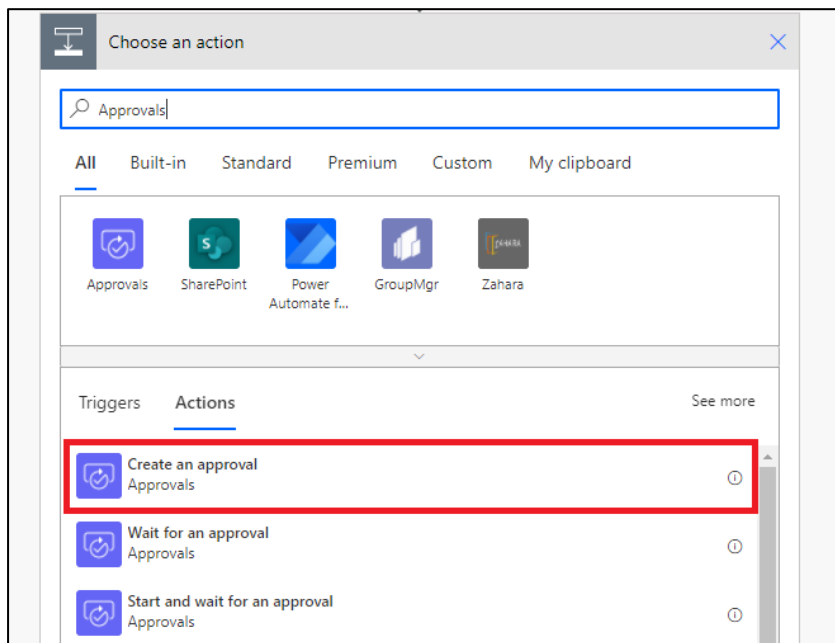 Choose an action
Approvals
All Built-in Standard Premium Custom My clipboard
Approvals SharePoint Power GroupMgr Zahara
Automate f...
Triggers Actions See more
Create an approval
Approvals
Wait for an approval
Approvals
Start and wait for an approval
Approvals